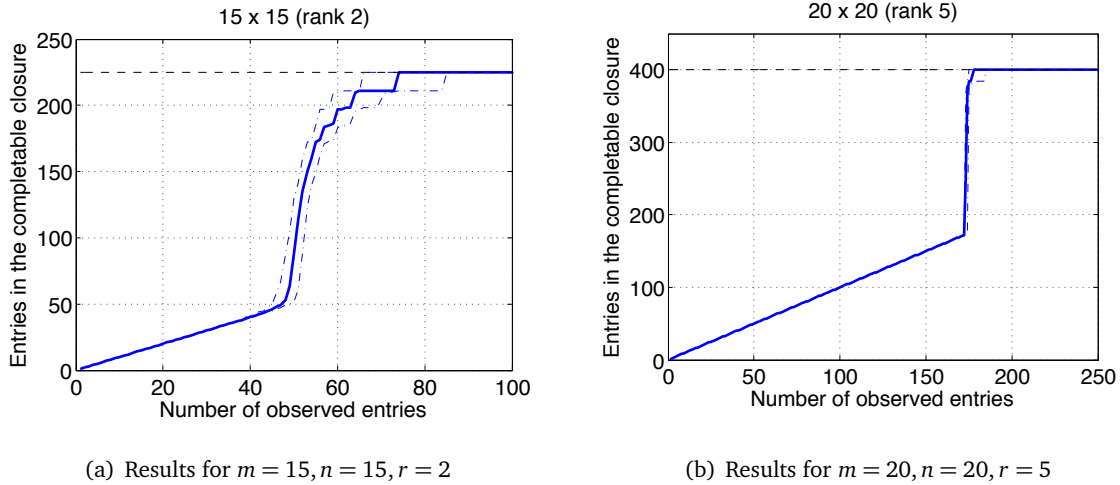 15 x 15 (rank 2)
250
200
150
100
50
0
Entries in the completable closure
0 20 40 60 80 100
Number of observed entries
(a) Results for m = 15, n = 15, r = 2
20 x 20 (rank 5)
400
300
200
100
0
Entries in the completable closure
0 50 100 150 200 250
Number of observed entries
(b) Results for m = 20, n = 20, r = 5